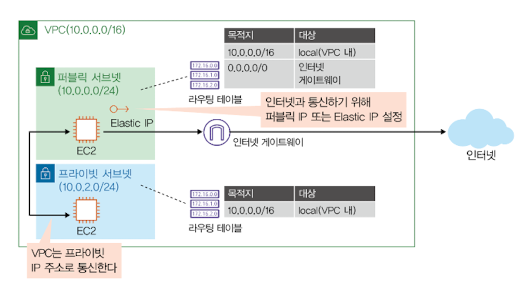 VPC(10.0.0.0/16)
목적지 대상
10.0.0.0/16 local(VPC 내)
0.0.0.0/0 인터넷
게이트웨이
퍼블릭 서브넷
(10.0.0.0/24)
172.16.0.0
172.16.1.0
172.16.2.0
라우팅 테이블
Elastic IP
EC2
인터넷과 통신하기 위해
퍼블릭 IP 또는 Elastic IP 설정
인터넷 게이트웨이
인터넷
프라이빗 서브넷
(10.0.2.0/24)
EC2
172.16.0.0
172.16.1.0
172.16.2.0
라우팅 테이블
목적지 대상
10.0.0.0/16 local(VPC 내)
VPC는 프라이빗
IP 주소로 통신한다